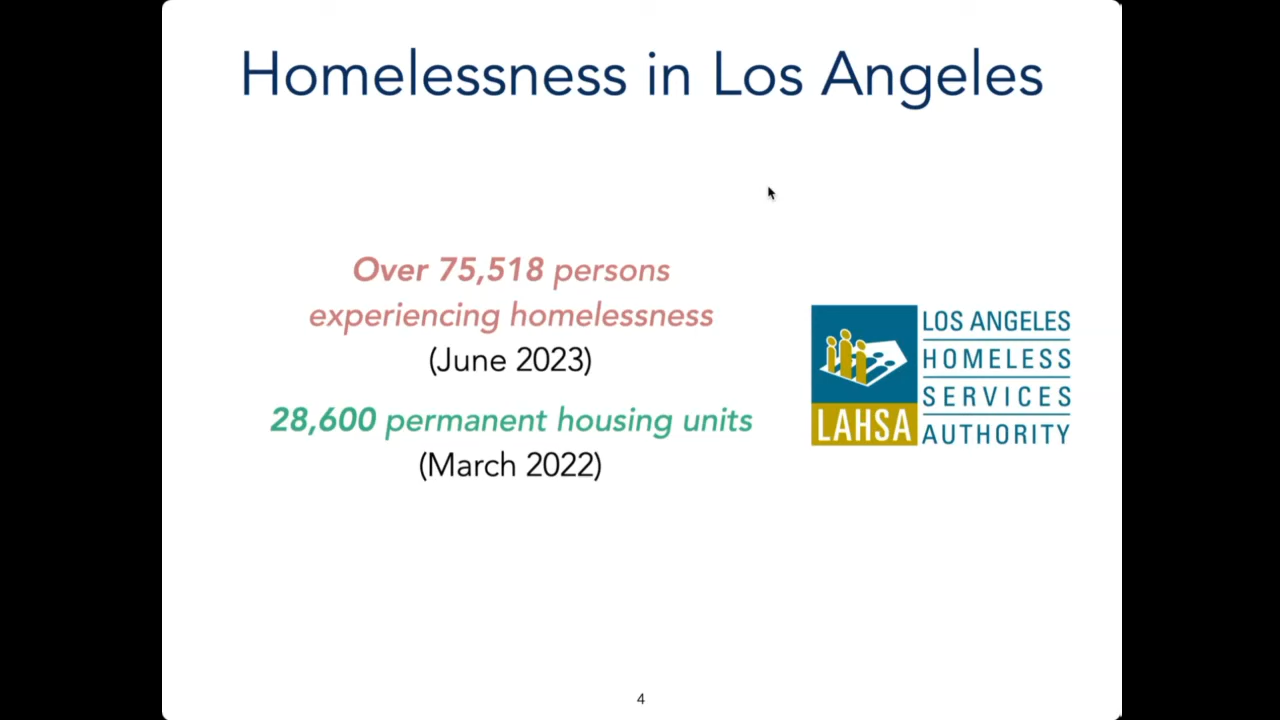 Homelessness in Los Angeles
Over 75,518 persons
experiencing homelessness
(June 2023)
28,600 permanent housing units
(March 2022)
LAHSA
LOS ANGELES
HOMELESS
SERVICES
AUTHORITY
4